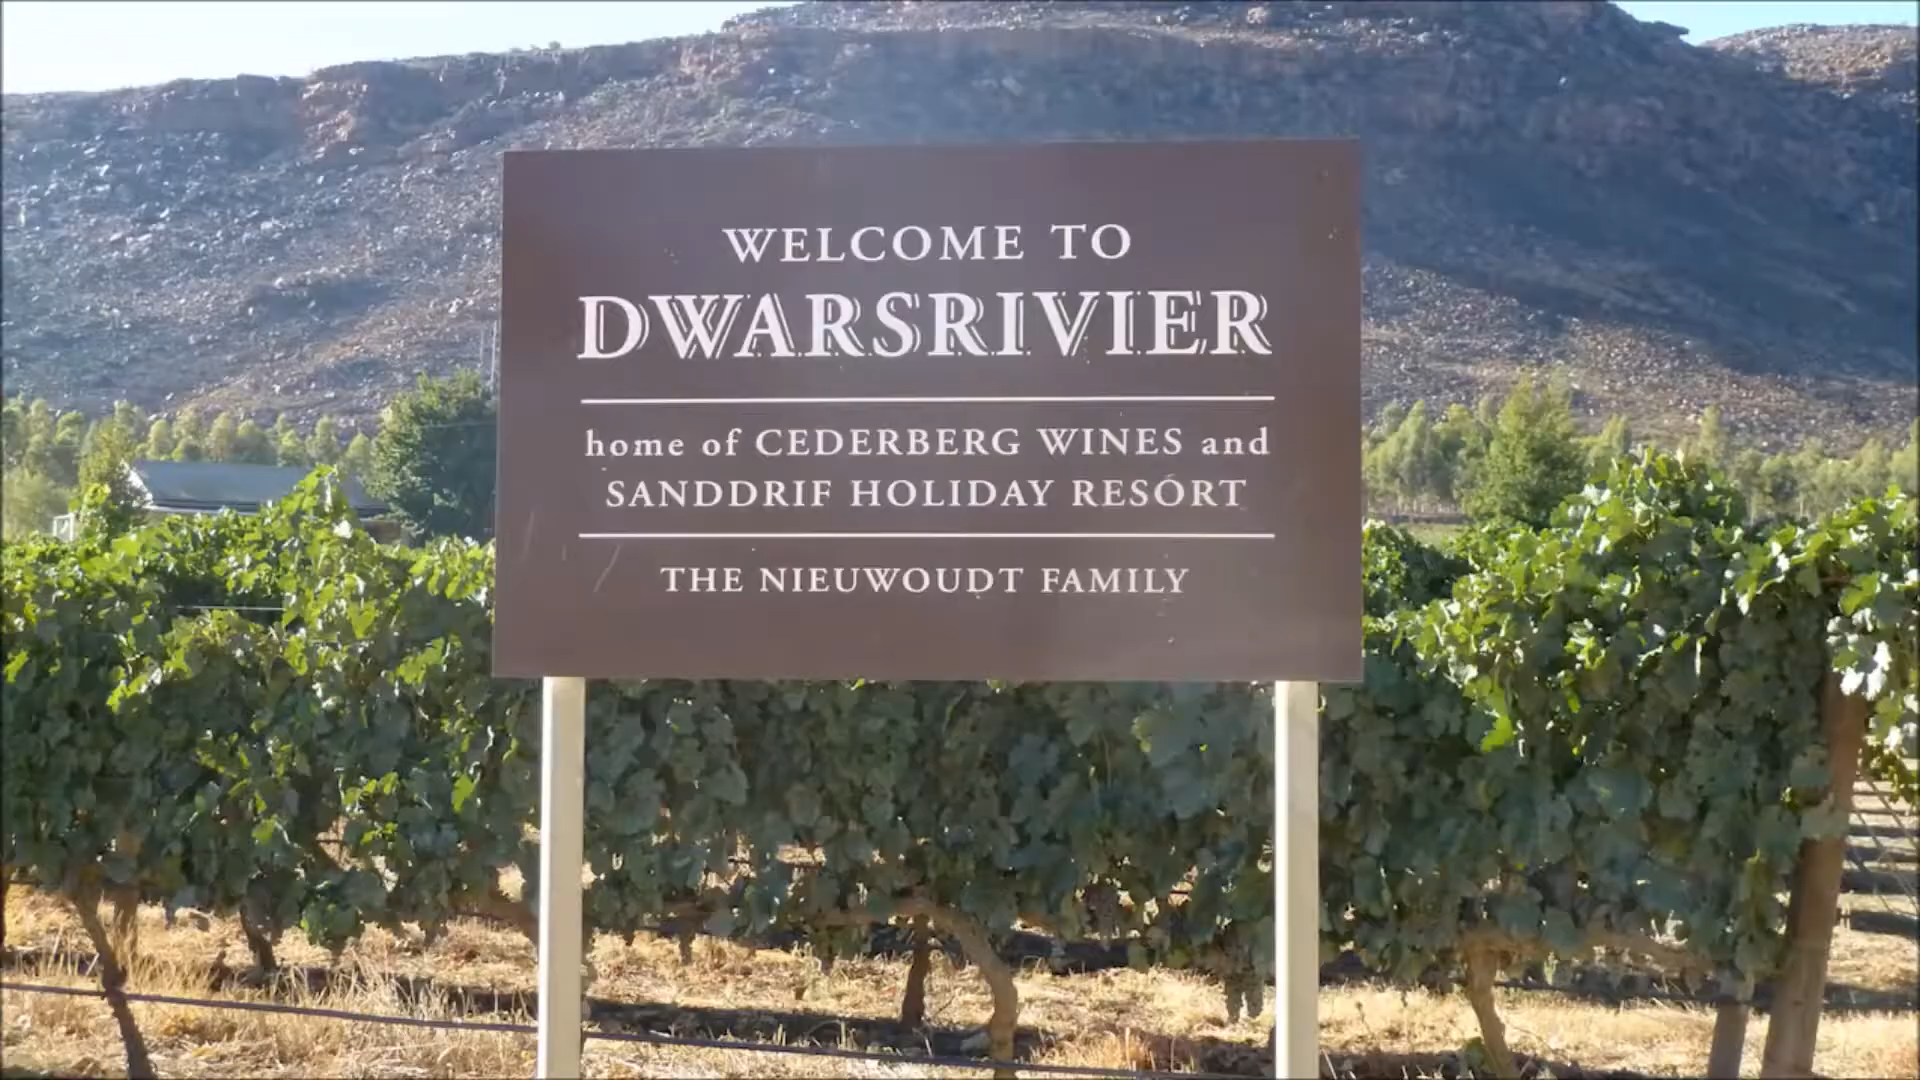 WELCOME TO
DWARSRIVIER
home of CEDERBERG WINES and
SANDDRIF HOLIDAY RESORT
THE NIEUWOUDT FAMILY